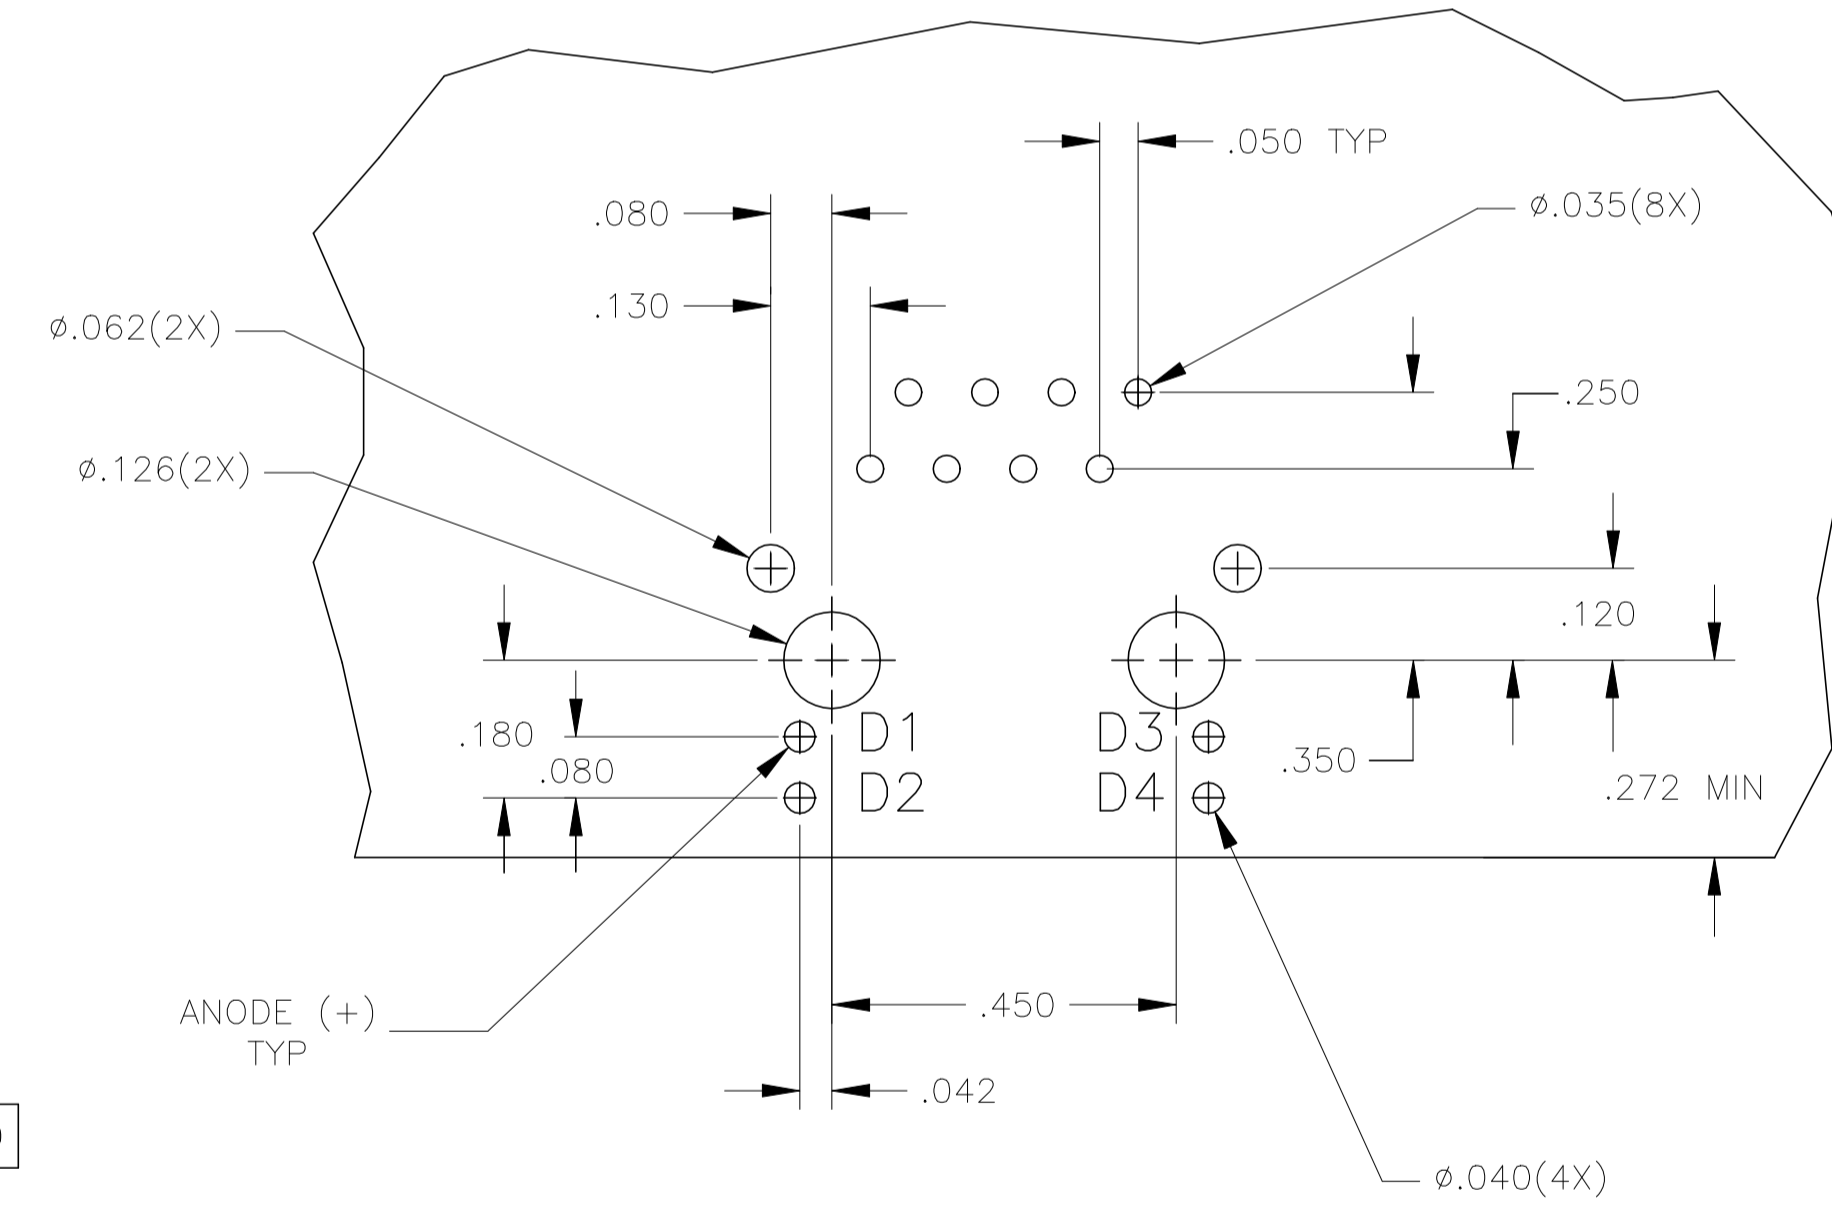 .050 TYP
.080
⌀.035(8X)
.130
⌀.062(2X)
.250
⌀.126(2X)
.120
D1
D3
.180
.350
.080
.272 MIN
D2
D4
ANODE (+)
TYP
.450
.042
⌀.040(4X)